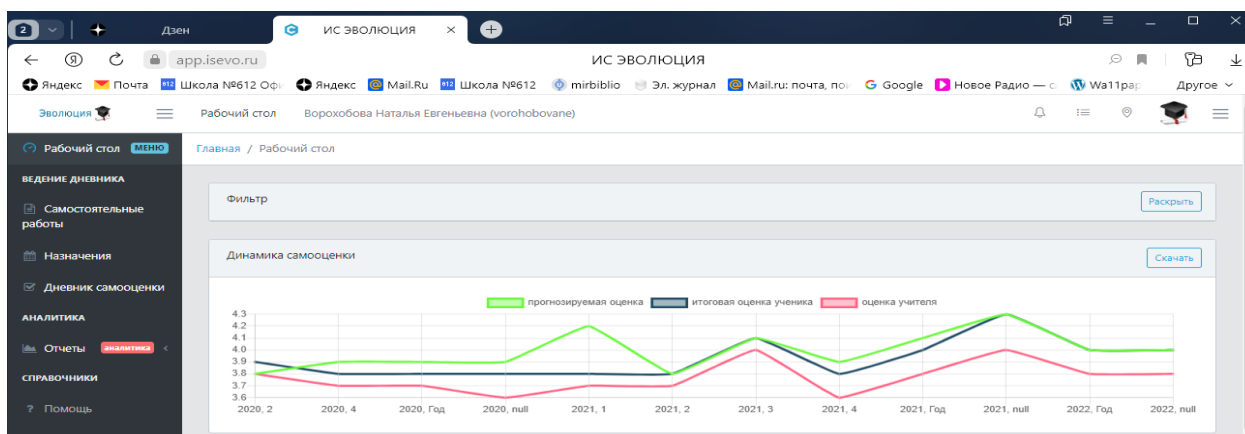 2
Дзен
ИС ЭВОЛЮЦИЯ
app.isevo.ru
ИС ЭВОЛЮЦИЯ
Яндекс Почта Школа №612 Офи Яндекс Mail.Ru Школа №612 mirbiblio Эл. журнал Mail.ru: почта, пои Google Новое Радио — с Wa11pap Другое
Эволюция
Рабочий стол Ворохобова Наталья Евгеньевна (vorohobovane)
Рабочий стол МЕНЮ
Главная / Рабочий стол
ВЕДЕНИЕ ДНЕВНИКА
Самостоятельные
работы
Назначения
Дневник самооценки
АНАЛИТИКА
Отчеты аналитика
СПРАВОЧНИКИ
? Помощь
Фильтр
Раскрыть
Динамика самооценки
Скачать
прогнозируемая оценка итоговая оценка ученика оценка учителя
4.3
4.2
4.1
4.0
3.9
3.8
3.7
3.6
2020, 2 2020, 4 2020, Год 2020, null 2021, 1 2021, 2 2021, 3 2021, 4 2021, Год 2021, null 2022, Год 2022, null